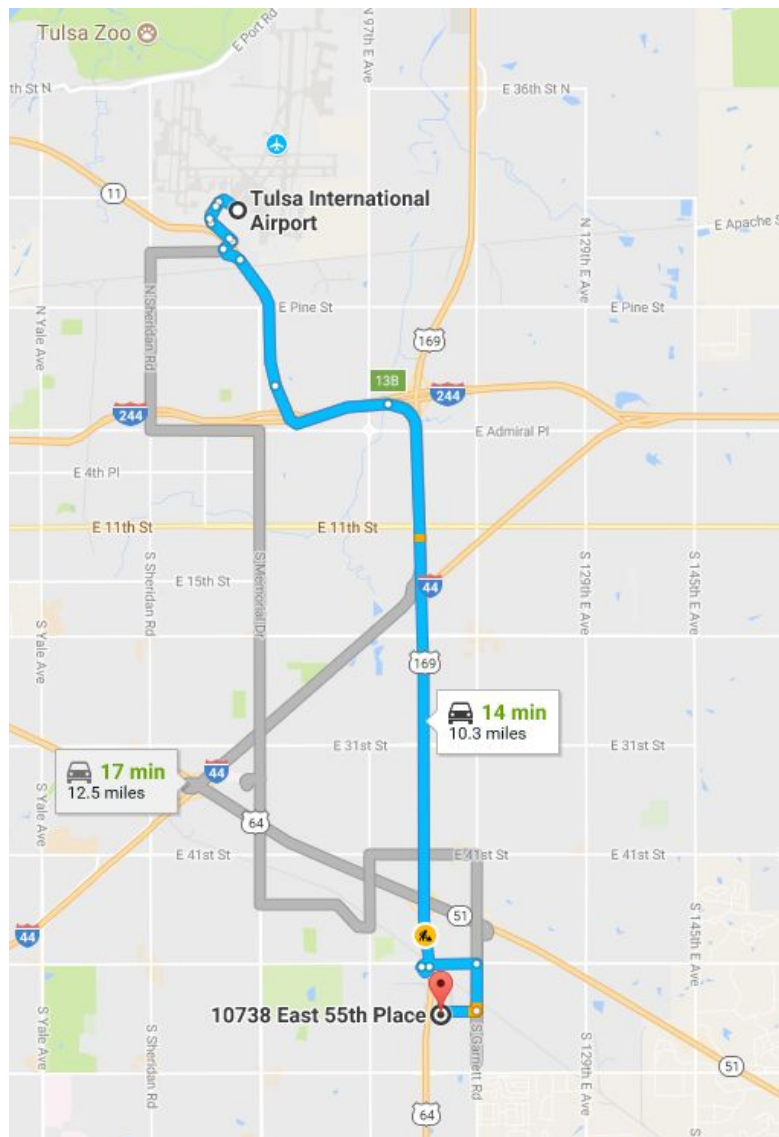 Tulsa Zoo
E Port Rd
N 97th E Ave
th St N
E 36th St N
11
Tulsa International
Airport
N 129th E Ave
E Apache S
N Sheridan Rd
N Yale Ave
E Pine St
E Pine St
169
13B
244
244
E Admiral Pl
E 4th Pl
E 11th St
E 11th St
S Memorial Dr
E 15th St
44
S Sheridan Rd
S 129th E Ave
S 145th E Ave
S Yale Ave
169
14 min
10.3 miles
E 31st St
E 31st St
17 min
12.5 miles
44
S Yale Ave
64
E 41st St
E 41st St
E 41st St
51
44
S 145th E Ave
10738 East 55th Place
S Yale Ave
S Sheridan Rd
S Garnett Rd
S 129th E Ave
51
64
S